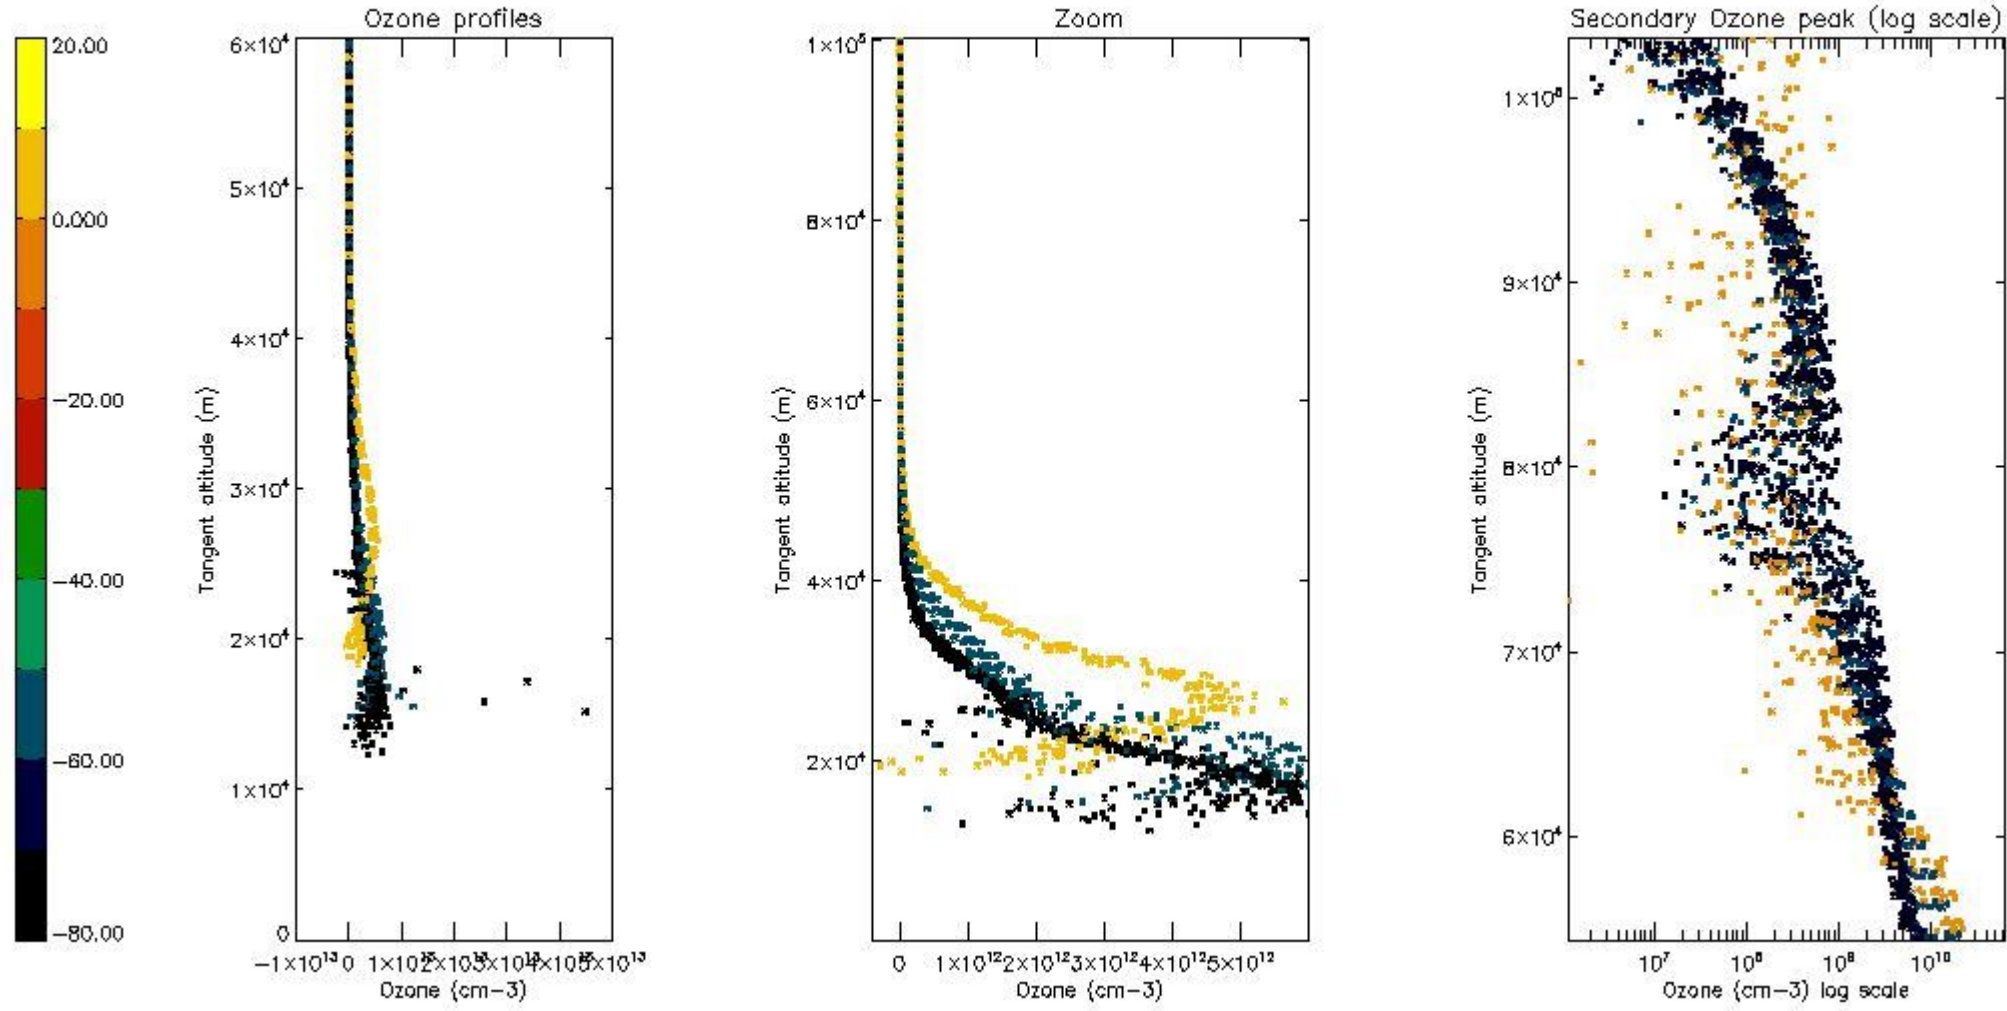 Ozone profiles
Zoom
Secondary Ozone peak (log scale)
20.00
0.000
−20.00
−40.00
−60.00
−80.00
Tangent altitude (m)
6×10⁴
5×10⁴
4×10⁴
3×10⁴
2×10⁴
1×10⁴
0
−1×10¹³ 0
Ozone (cm−3)
Tangent altitude (m)
1×10⁵
8×10⁴
6×10⁴
4×10⁴
2×10⁴
0 1×10¹² 2×10¹² 3×10¹² 4×10¹² 5×10¹²
Ozone (cm−3)
Tangent altitude (m)
1×10⁵
9×10⁴
8×10⁴
7×10⁴
6×10⁴
10⁷ 10⁸ 10⁹ 10¹⁰
Ozone (cm−3) log scale